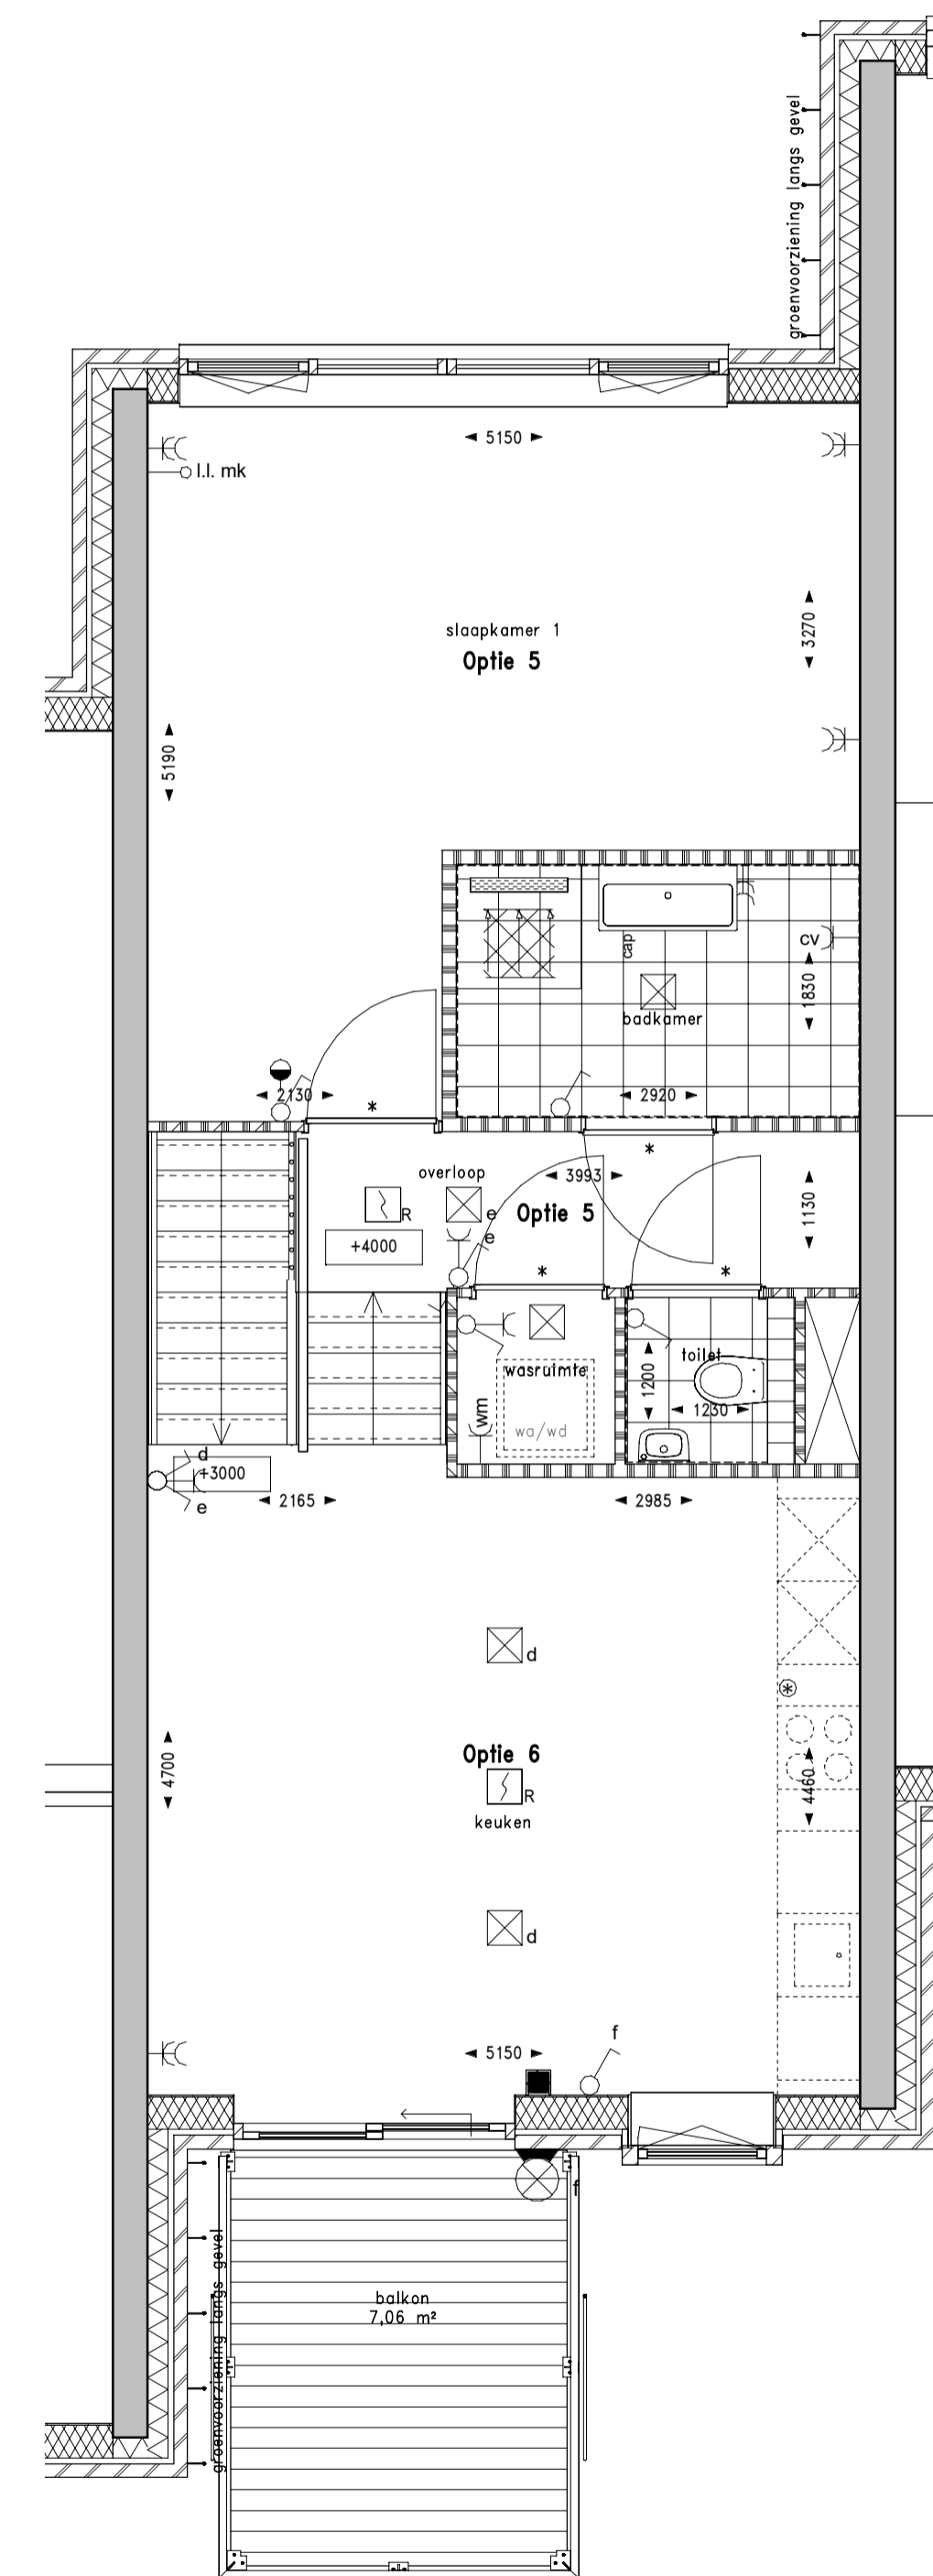 groenvoorziening langs gevel
5150
l.l. mk
3270
slaapkamer 1
Optie 5
5190
cap
cv
1830
badkamer
2130
*
2920
*
overloop
3993
1130
R
e
Optie 5
e
+4000
*
*
toilet
wasruimte
1200
1230
wm
wa/wd
d
+3000
e
2165
2985
d
*
Optie 6
4700
4460
R
keuken
d
f
5150
f
groenvoorziening langs gevel
balkon
7,06 m²